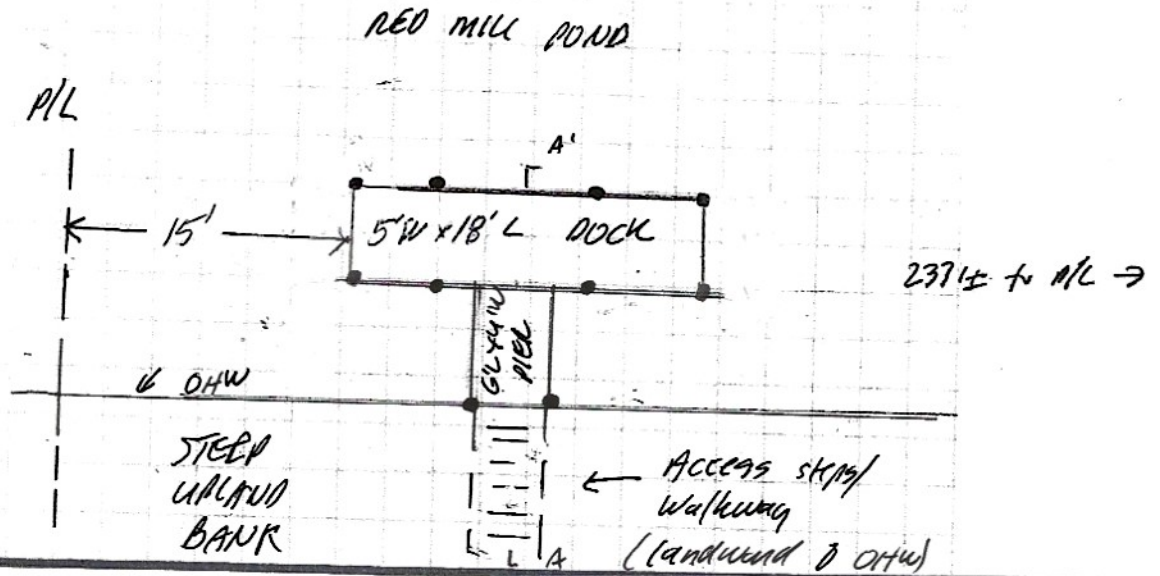 RED MILL POND
P/L
A'
15'
5'W x 18' L DOCK
237'± to P/L →
6'L x 4'W
PIER
OHW
STEEP
UPLAND
BANK
Access steps/
Walkway
(landward of OHW)
A